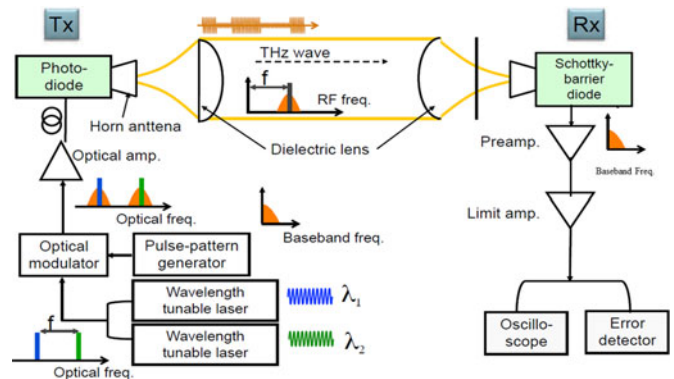 Tx
Rx
Photo-
diode
THz wave
f
RF freq.
Schottky-
barrier
diode
Horn anttena
Dielectric lens
Preamp.
Baseband Freq.
Optical amp.
Optical freq.
Baseband freq.
Limit amp.
Optical
modulator
Pulse-pattern
generator
Wavelength
tunable laser
λ1
Wavelength
tunable laser
λ2
f
Optical freq.
Oscillo-
scope
Error
detector